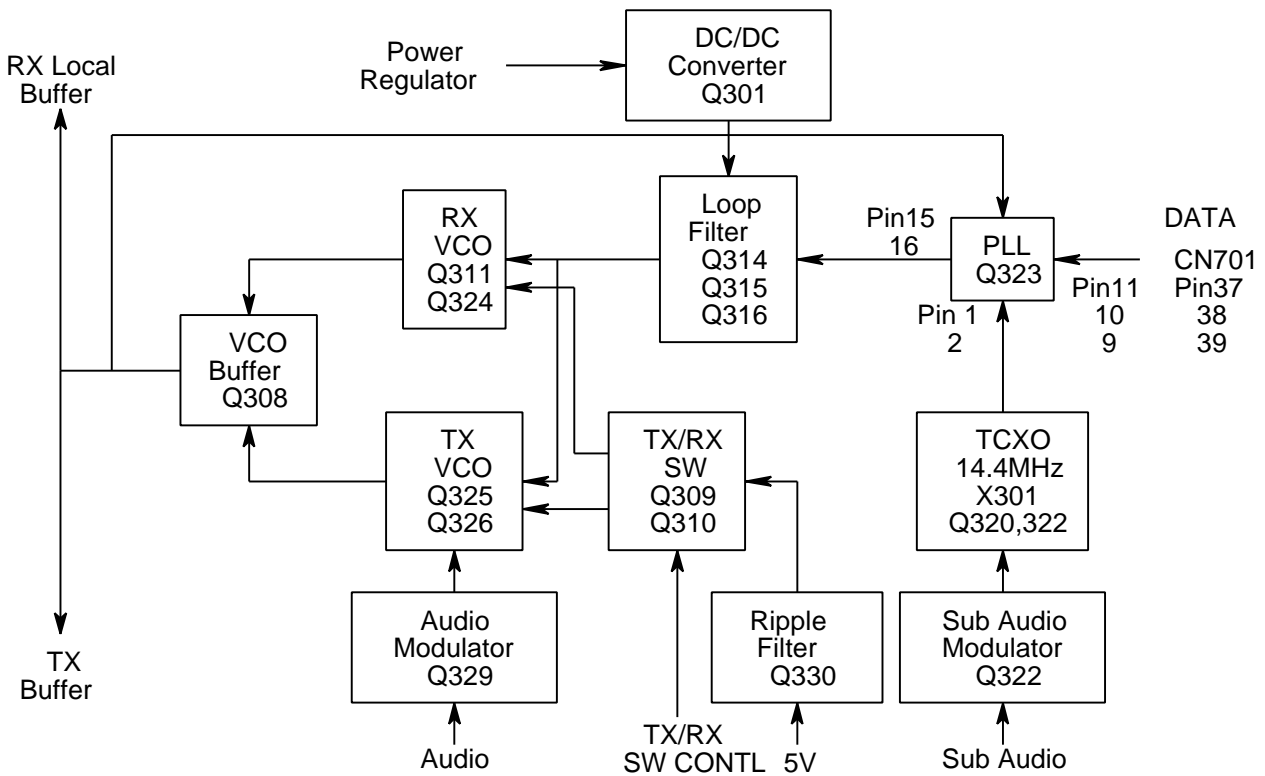 DC/DC
Converter
Q301
Power
Regulator
RX Local
Buffer
RX
VCO
Q311
Q324
Loop
Filter
Q314
Q315
Q316
Pin15
16
PLL
Q323
DATA
CN701
Pin37
38
39
Pin11
10
9
Pin 1
2
VCO
Buffer
Q308
TX
VCO
Q325
Q326
TX/RX
SW
Q309
Q310
TCXO
14.4MHz
X301
Q320,322
Audio
Modulator
Q329
Ripple
Filter
Q330
Sub Audio
Modulator
Q322
TX
Buffer
Audio
TX/RX
SW CONTL
5V
Sub Audio